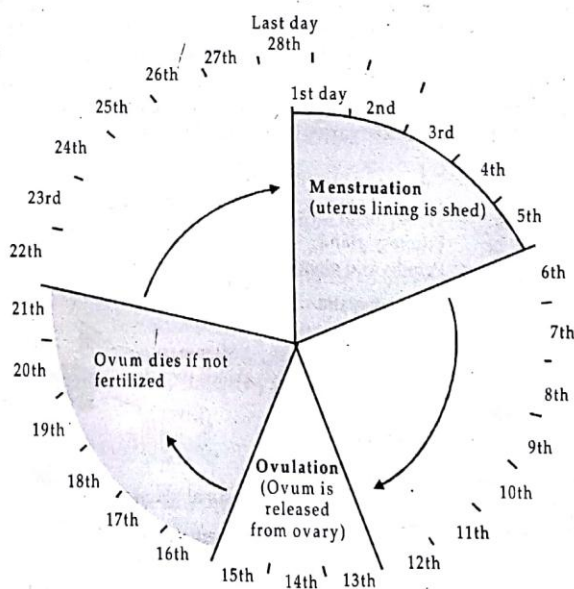 Last day
28th
1st day
2nd
3rd
4th
5th
Menstruation
(uterus lining is shed)
6th
7th
8th
9th
10th
11th
12th
13th
14th
15th
Ovulation
(Ovum is
released
from ovary)
16th
17th
18th
19th
20th
21th
Ovum dies if not
fertilized
22th
23rd
24th
25th
26th
27th